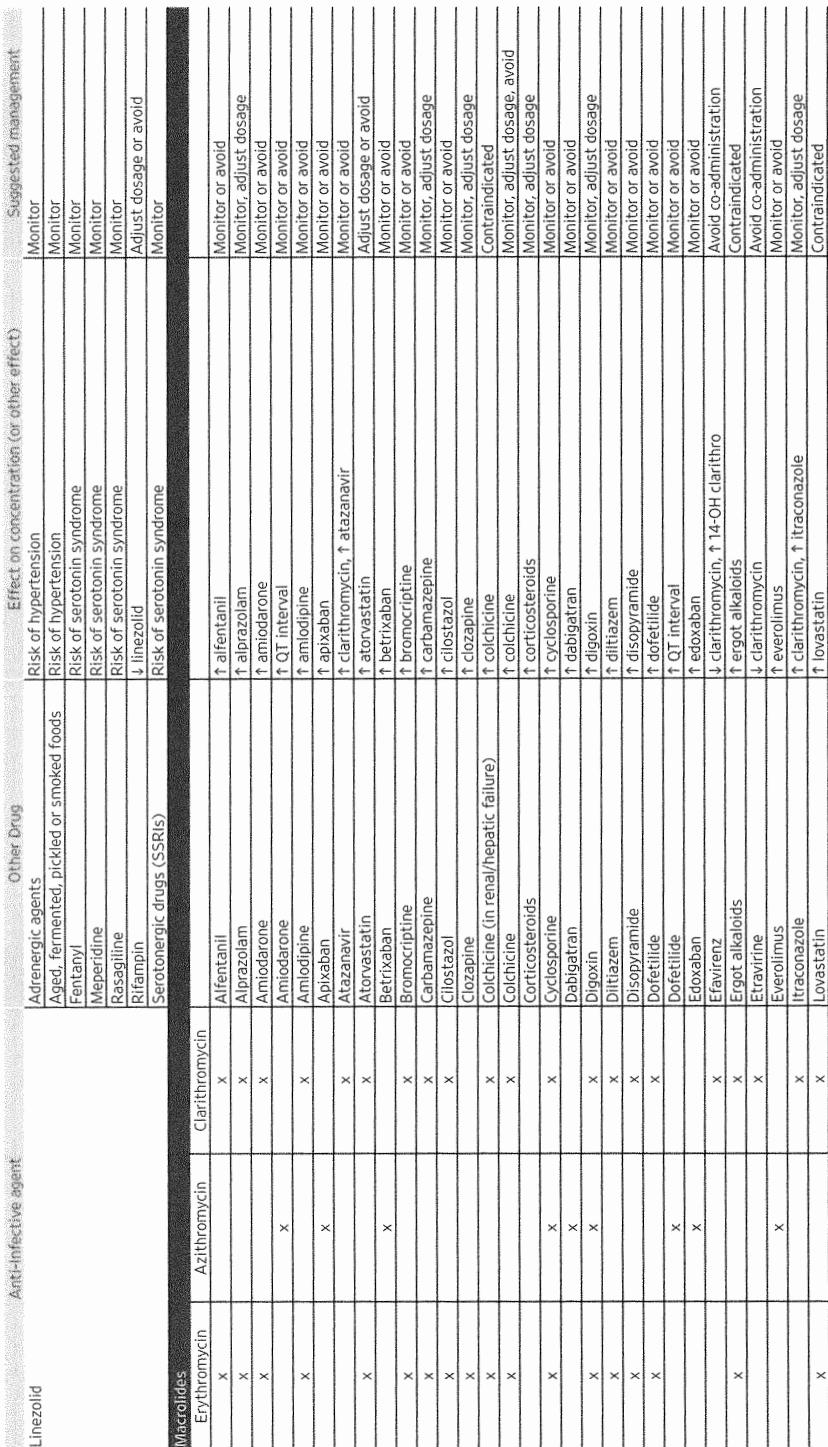 Anti-Infective agent Other Drug Effect on concentration (or other effect) Suggested management
Linezolid Adrenergic agents Risk of hypertension Monitor
Aged, fermented, pickled or smoked foods Risk of hypertension Monitor
Fentanyl Risk of serotonin syndrome Monitor
Meperidine Risk of serotonin syndrome Monitor
Rasagiline Risk of serotonin syndrome Monitor
Rifampin ↓ linezolid Adjust dosage or avoid
Serotonergic drugs (SSRIs) Risk of serotonin syndrome Monitor
Macrolides
Erythromycin Azithromycin Clarithromycin
x x Alfentanil ↑ alfentanil Monitor or avoid
x x Alprazolam ↑ alprazolam Monitor, adjust dosage
x x Amiodarone ↑ amiodarone Monitor or avoid
x Amiodarone ↑ QT interval Monitor or avoid
x Amlodipine ↑ amlodipine Monitor or avoid
x Apixaban ↑ apixaban Monitor or avoid
x Atazanavir ↑ clarithromycin, ↑ atazanavir Monitor, adjust dosage
x x Atorvastatin ↑ atorvastatin Adjust dosage or avoid
x Betrixaban ↑ betrixaban Monitor or avoid
x x Bromocriptine ↑ bromocriptine Monitor or avoid
x x Carbamazepine ↑ carbamazepine Monitor, adjust dosage
x x Cilostazol ↑ cilostazol Monitor or avoid
x Clozapine ↑ clozapine Monitor, adjust dosage
x x Colchicine (in renal/hepatic failure) ↑ colchicine Contraindicated
x x Colchicine ↑ colchicine Monitor, adjust dosage, avoid
Corticosteroids ↑ corticosteroids Monitor, adjust dosage
x x x Cyclosporine ↑ cyclosporine Monitor or avoid
x Dabigatran ↑ dabigatran Monitor or avoid
x x x Digoxin ↑ digoxin Monitor, adjust dosage
x x Diltiazem ↑ diltiazem Monitor or avoid
x x Disopyramide ↑ disopyramide Monitor or avoid
x x Dofetilide ↑ dofetilide Monitor or avoid
x Dofetilide ↑ QT interval Monitor or avoid
x Edoxaban ↑ edoxaban Monitor or avoid
x Efavirenz ↓ clarithromycin, ↑ 14-OH clarithro Avoid co-administration
x x Ergot alkaloids ↑ ergot alkaloids Contraindicated
x Etravirine ↓ clarithromycin Avoid co-administration
x Everolimus ↑ everolimus Monitor or avoid
x Itraconazole ↑ clarithromycin, ↑ itraconazole Monitor, adjust dosage
x x Lovastatin ↑ lovastatin Contraindicated